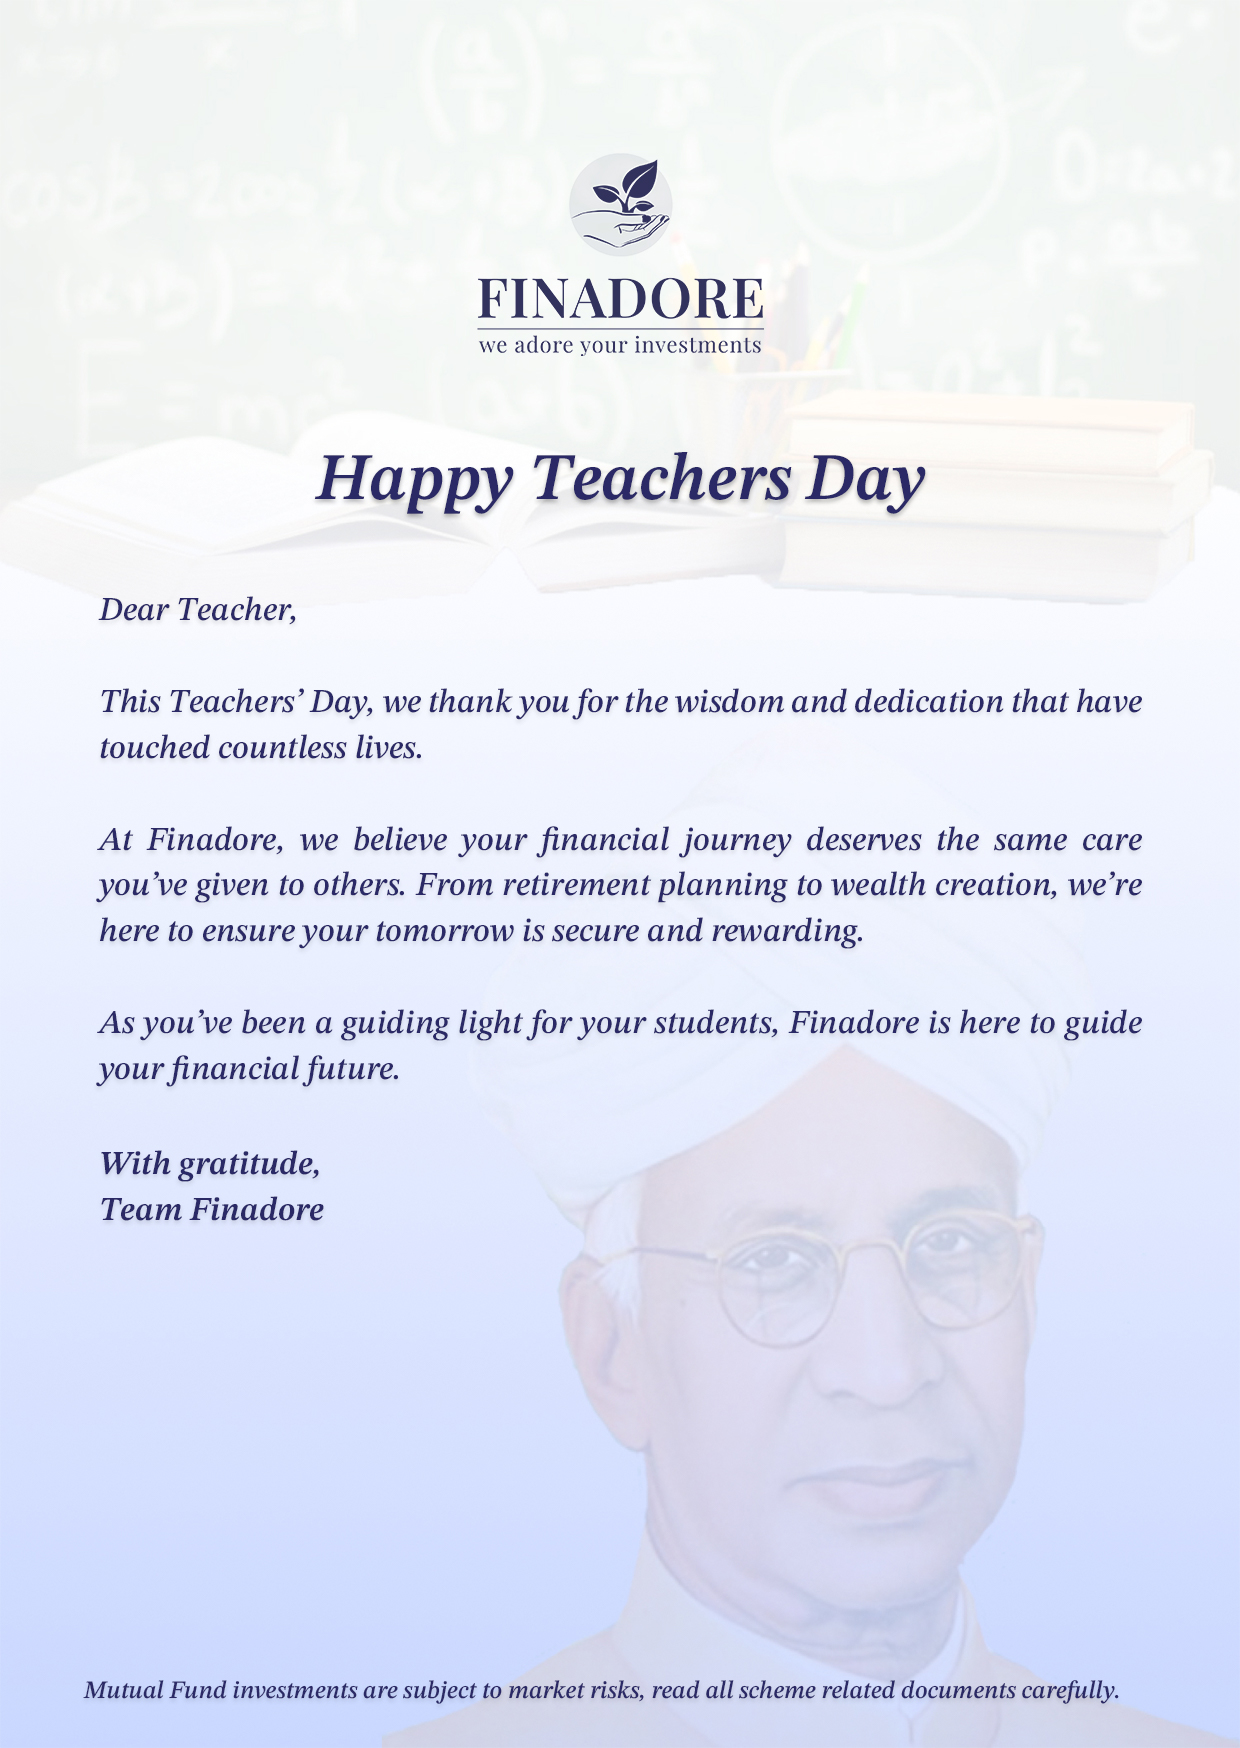 FINADORE
we adore your investments
Happy Teachers Day
Dear Teacher,
This Teachers’ Day, we thank you for the wisdom and dedication that have
touched countless lives.
At Finadore, we believe your financial journey deserves the same care
you’ve given to others. From retirement planning to wealth creation, we’re
here to ensure your tomorrow is secure and rewarding.
As you’ve been a guiding light for your students, Finadore is here to guide
your financial future.
With gratitude,
Team Finadore
Mutual Fund investments are subject to market risks, read all scheme related documents carefully.